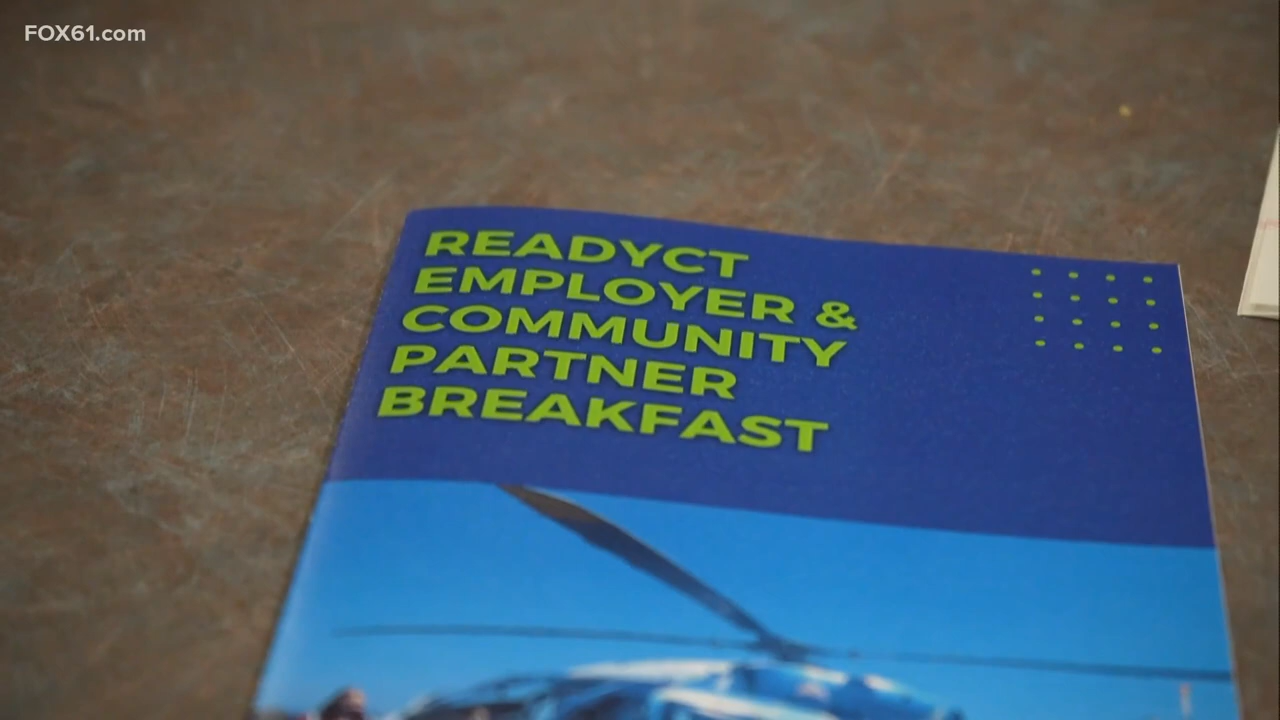 FOX61.com
READYCT
EMPLOYER &
COMMUNITY
PARTNER
BREAKFAST